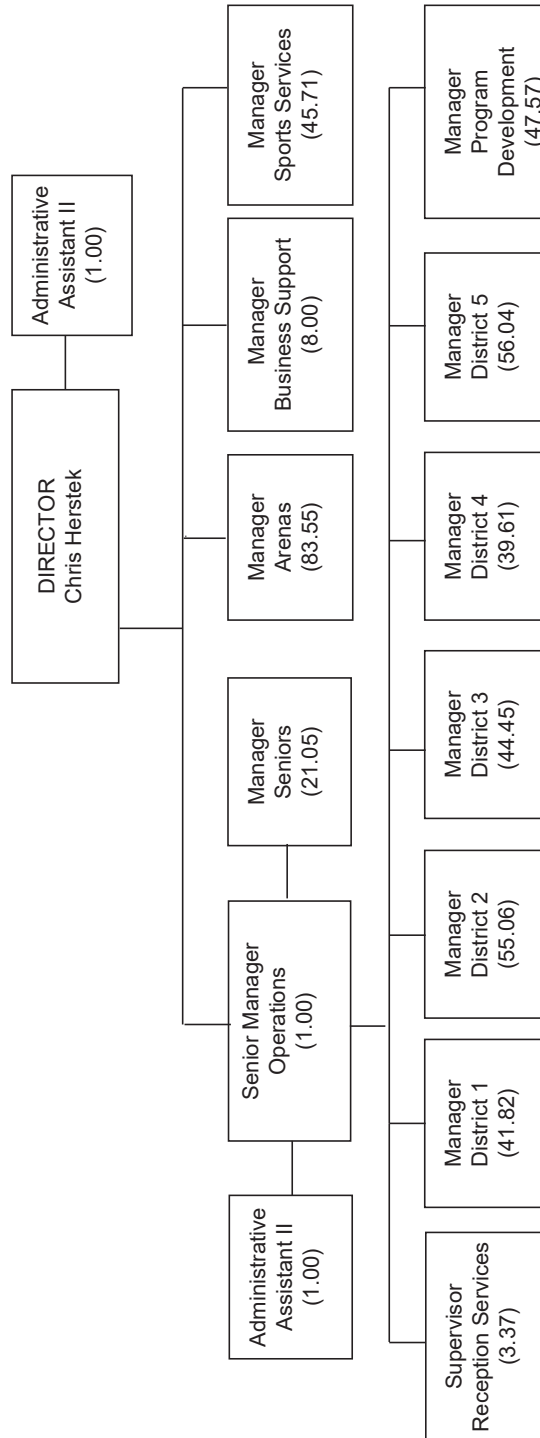 DIRECTOR
Chris Herstek
Administrative
Assistant II
(1.00)
Administrative
Assistant II
(1.00)
Senior Manager
Operations
(1.00)
Manager
Seniors
(21.05)
Manager
Arenas
(83.55)
Manager
Business Support
(8.00)
Manager
Sports Services
(45.71)
Supervisor
Reception Services
(3.37)
Manager
District 1
(41.82)
Manager
District 2
(55.06)
Manager
District 3
(44.45)
Manager
District 4
(39.61)
Manager
District 5
(56.04)
Manager
Program
Development
(47.57)